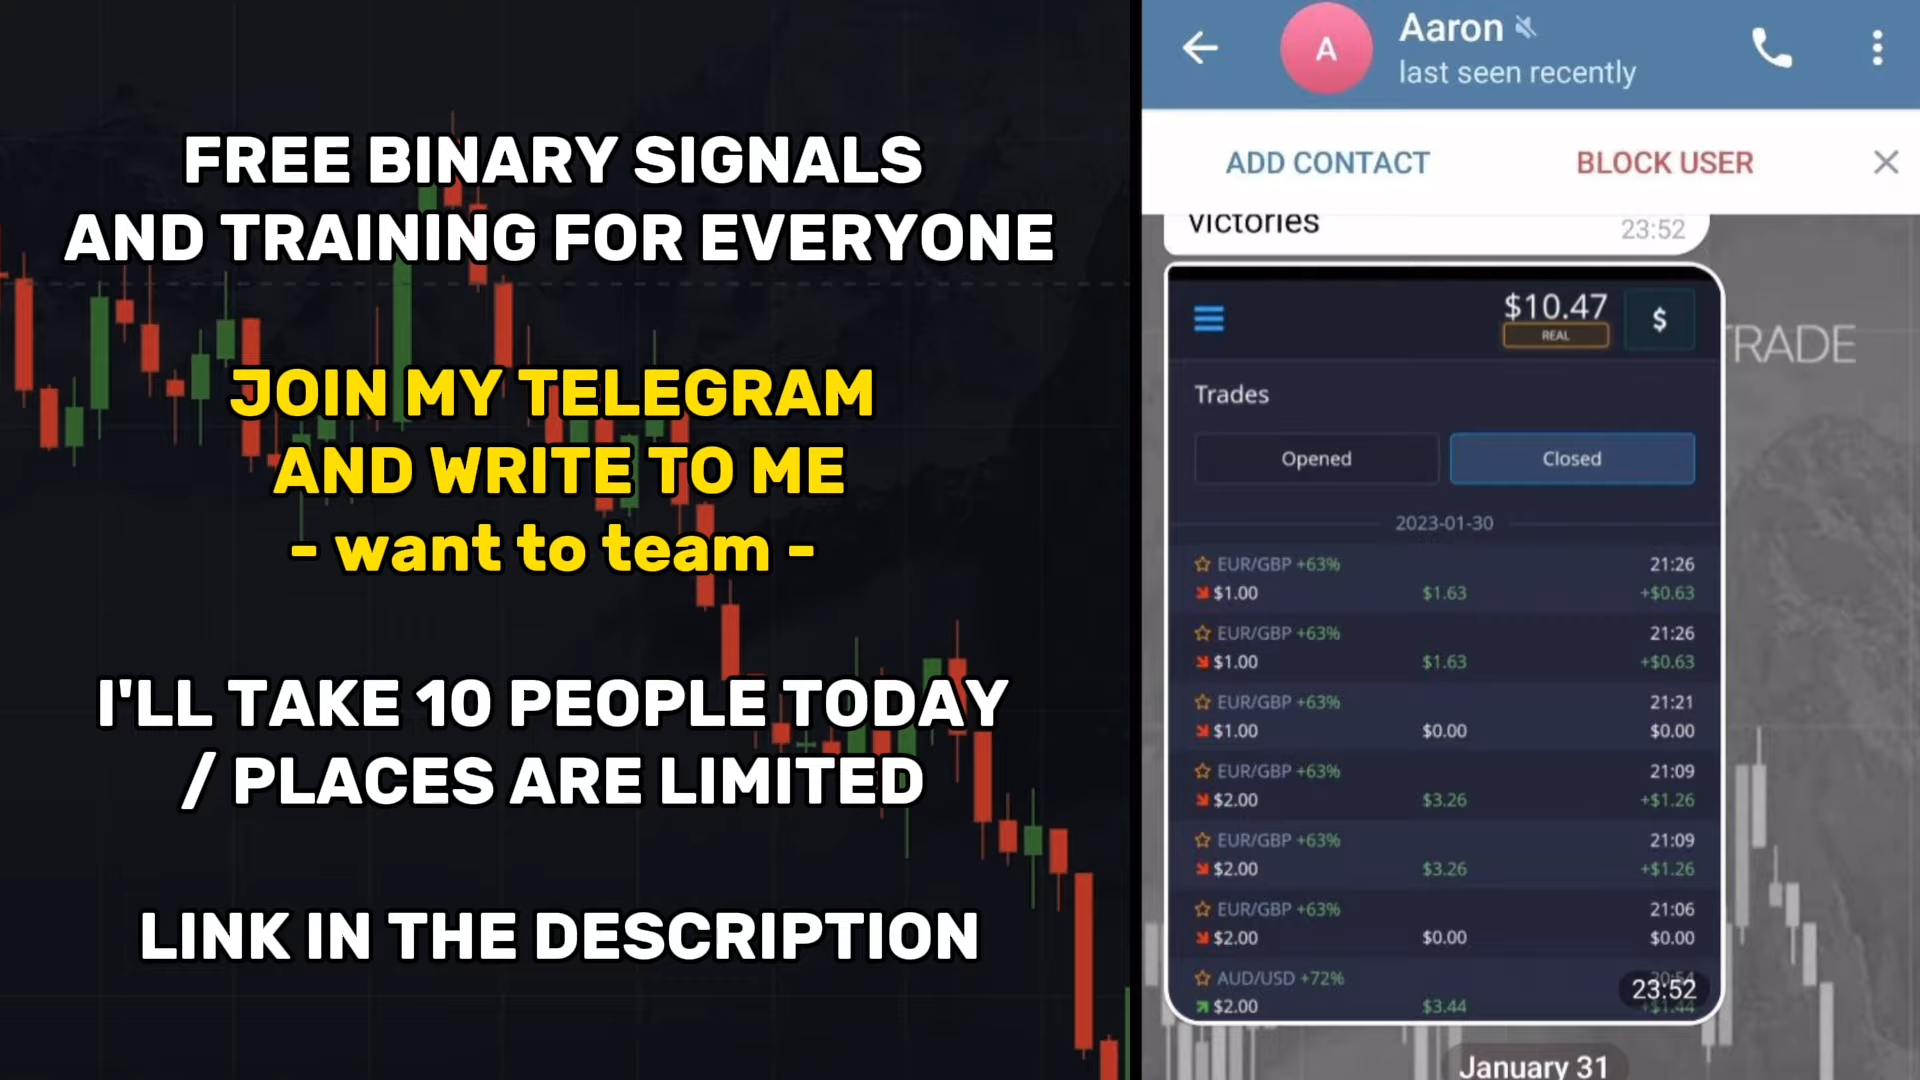 FREE BINARY SIGNALS
AND TRAINING FOR EVERYONE
JOIN MY TELEGRAM
AND WRITE TO ME
- want to team -
I'LL TAKE 10 PEOPLE TODAY
/ PLACES ARE LIMITED
LINK IN THE DESCRIPTION
A
Aaron
last seen recently
ADD CONTACT BLOCK USER
victories 23:52
$10.47 $
REAL
TRADE
Trades
Opened Closed
2023-01-30
EUR/GBP +63% 21:26
$1.00 $1.63 +$0.63
EUR/GBP +63% 21:26
$1.00 $1.63 +$0.63
EUR/GBP +63% 21:21
$1.00 $0.00 $0.00
EUR/GBP +63% 21:09
$2.00 $3.26 +$1.26
EUR/GBP +63% 21:09
$2.00 $3.26 +$1.26
EUR/GBP +63% 21:06
$2.00 $0.00 $0.00
AUD/USD +72% 20:54
$2.00 $3.44 +$1.44
23:52
January 31